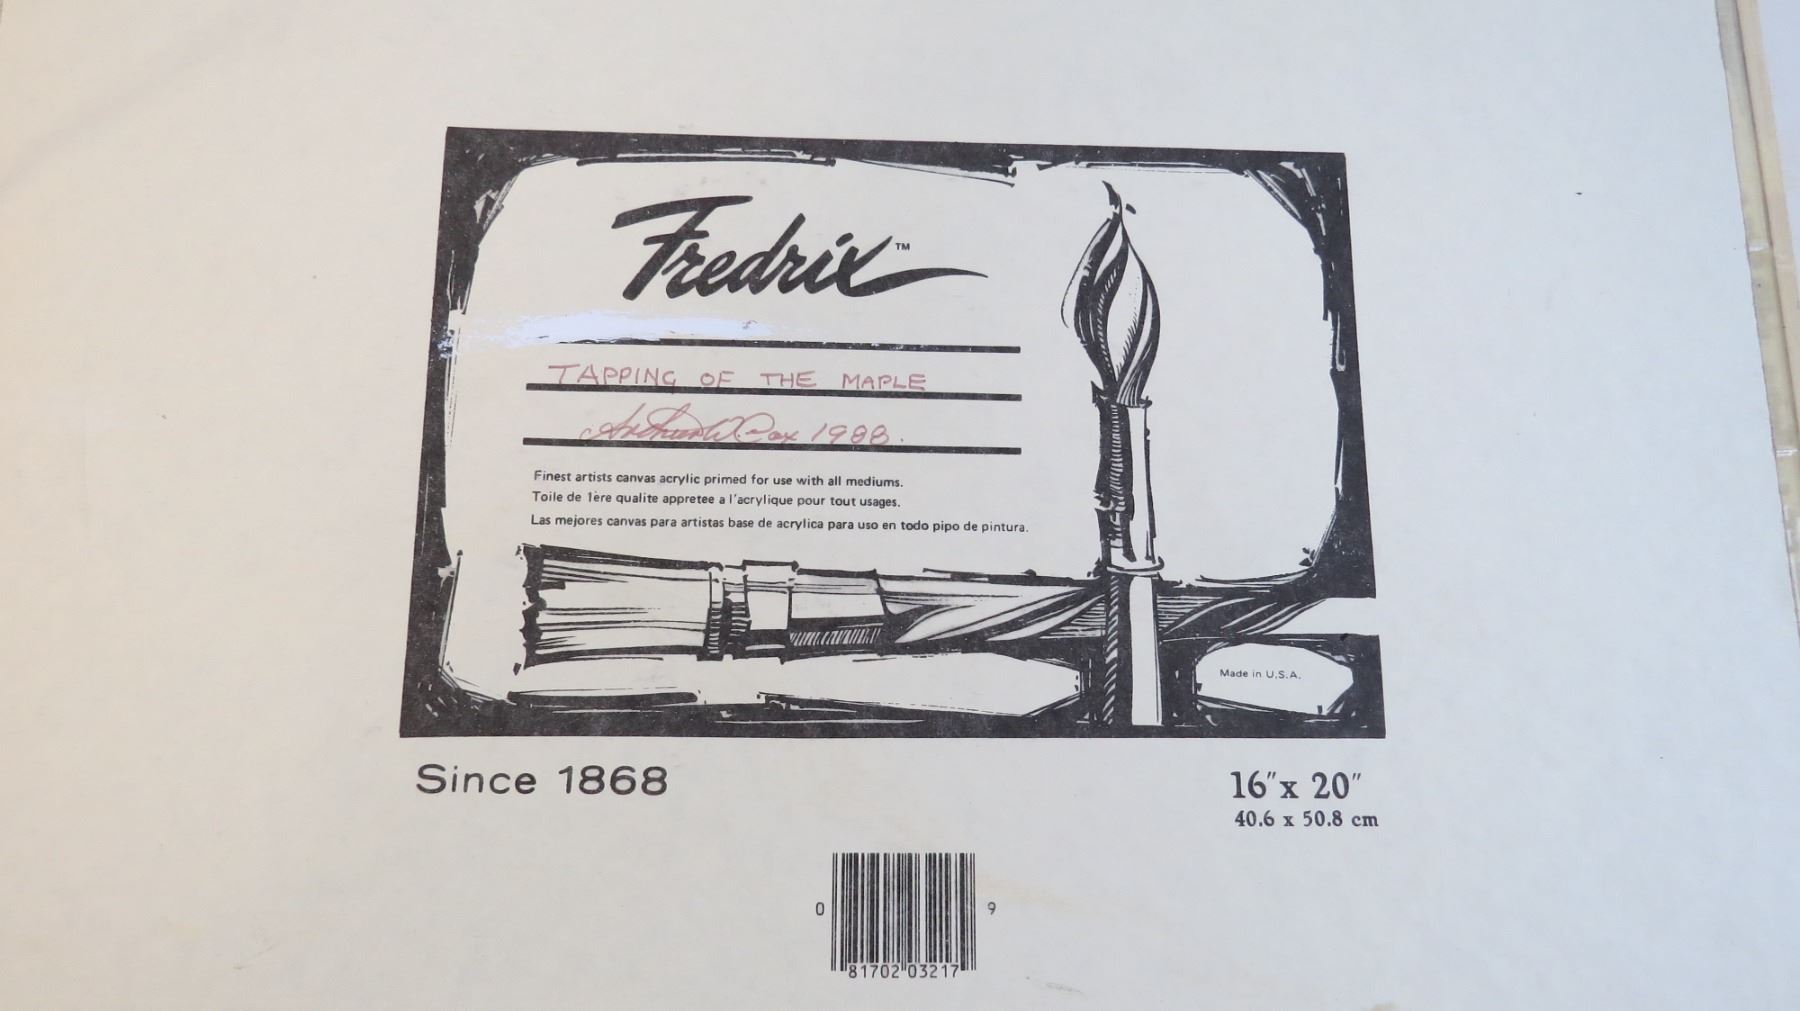 Fredrix™
TAPPING OF THE MAPLE
Arthur W. Cox 1988.
Finest artists canvas acrylic primed for use with all mediums.
Toile de 1ère qualite appretee a l'acrylique pour tout usages.
Las mejores canvas para artistas base de acrylica para uso en todo pipo de pintura.
Made in U.S.A.
Since 1868
16" x 20"
40.6 x 50.8 cm
0 81702 03217 9